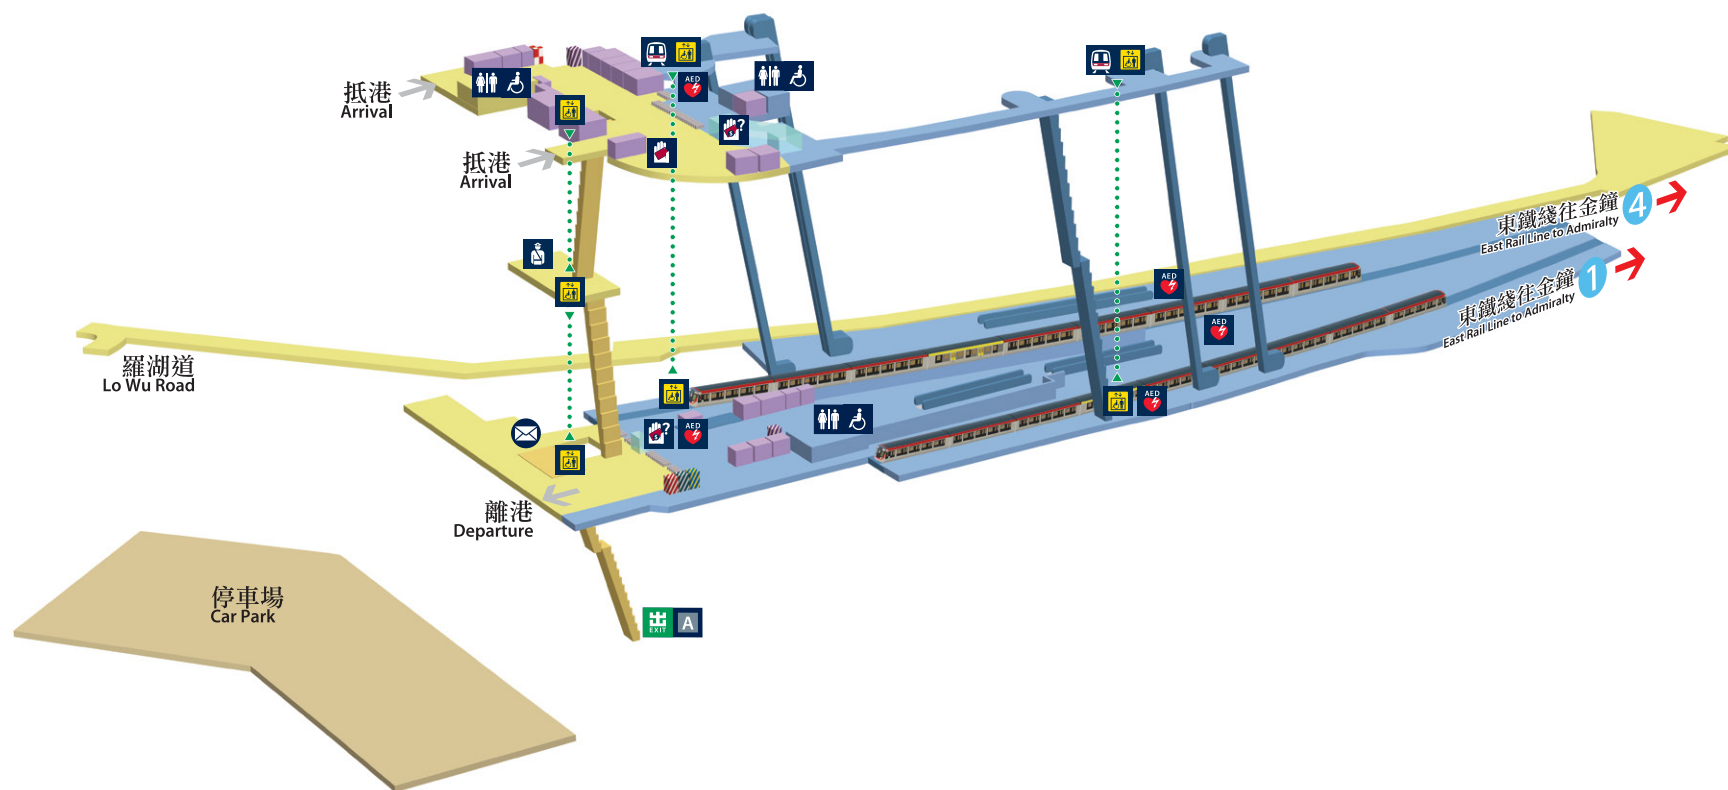 抵港
Arrival
抵港
Arrival
AED
?
東鐵綫往金鐘 4
East Rail Line to Admiralty
東鐵綫往金鐘 1
East Rail Line to Admiralty
AED
AED
AED
羅湖道
Lo Wu Road
?
AED
離港
Departure
停車場
Car Park
EXIT A